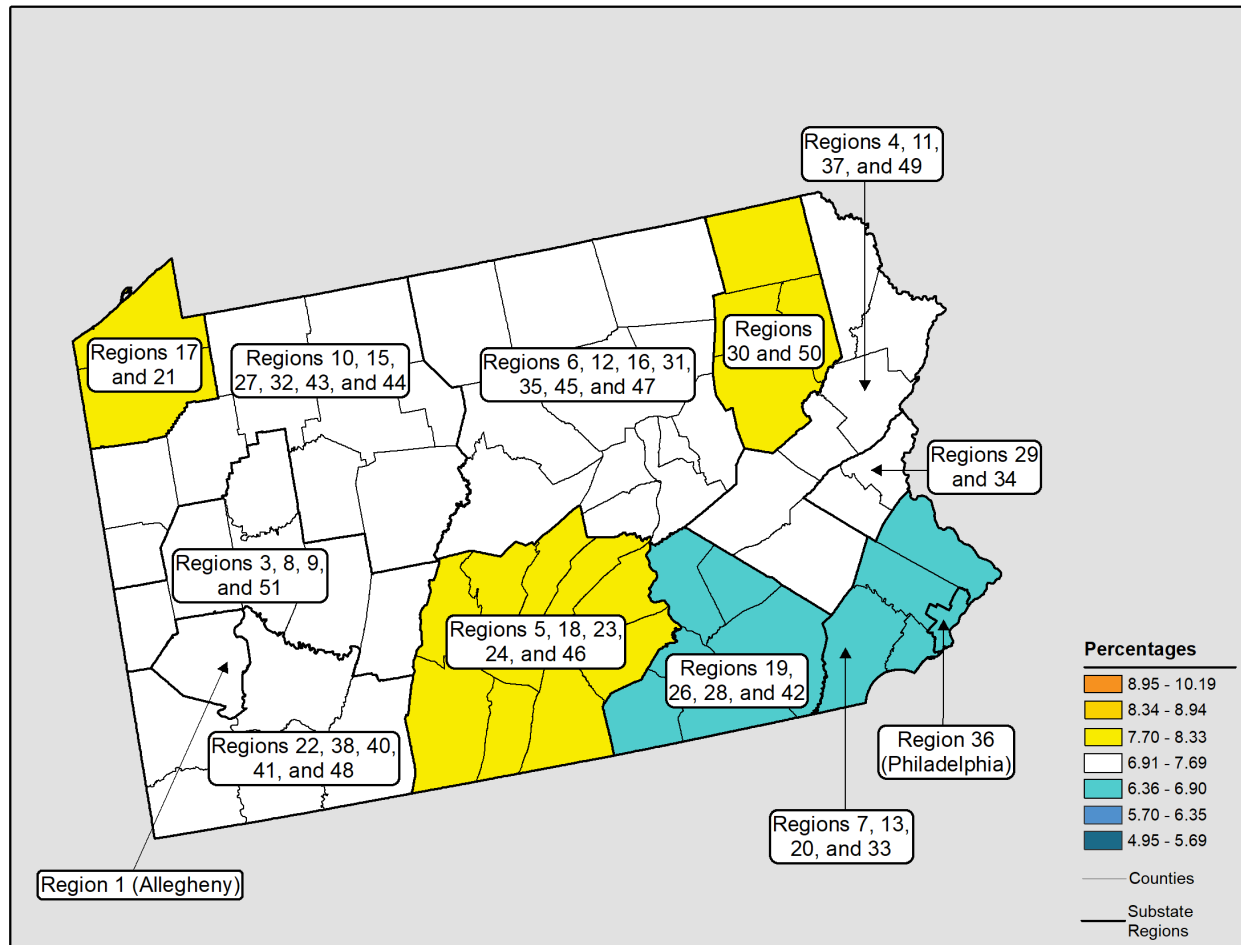 Regions 4, 11,
37, and 49
Regions 17
and 21
Regions 10, 15,
27, 32, 43, and 44
Regions 6, 12, 16, 31,
35, 45, and 47
Regions
30 and 50
Regions 29
and 34
Regions 3, 8, 9,
and 51
Regions 5, 18, 23,
24, and 46
Regions 19,
26, 28, and 42
Regions 22, 38, 40,
41, and 48
Region 36
(Philadelphia)
Regions 7, 13,
20, and 33
Region 1 (Allegheny)
Percentages
8.95 - 10.19
8.34 - 8.94
7.70 - 8.33
6.91 - 7.69
6.36 - 6.90
5.70 - 6.35
4.95 - 5.69
Counties
Substate
Regions